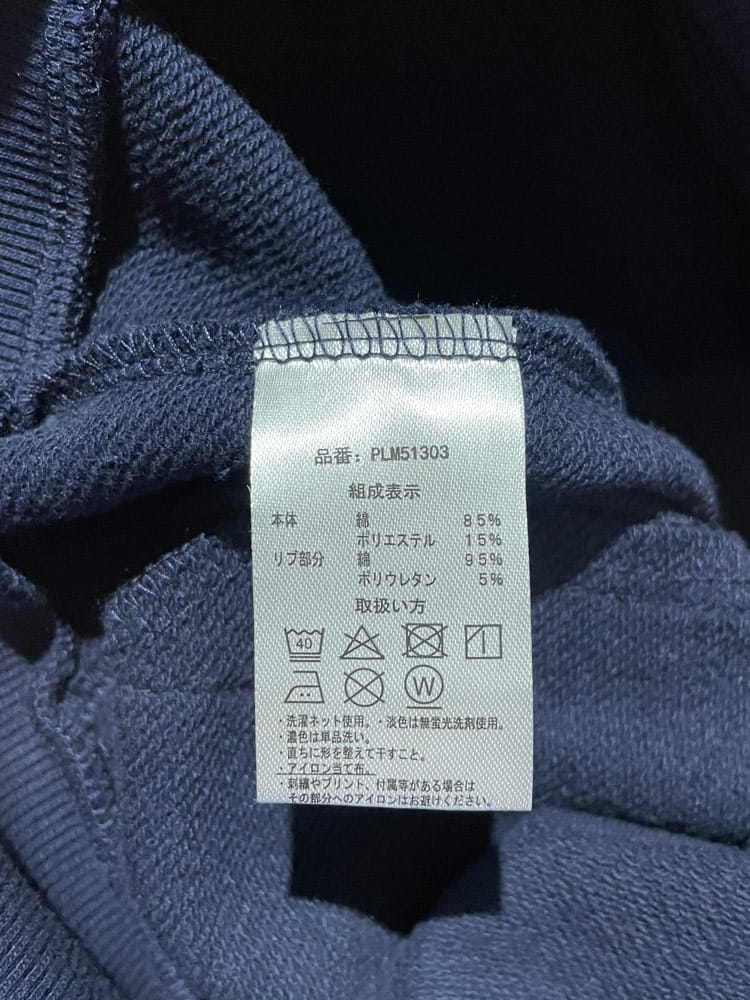 品番: PLM51303
組成表示
本体 綿 85%
ポリエステル 15%
リブ部分 綿 95%
ポリウレタン 5%
取扱い方
40
W
・洗濯ネット使用。・淡色は無蛍光洗剤使用。
・濃色は単品洗い。
・直ちに形を整えて干すこと。
・アイロン当て布。
・刺繍やプリント、付属等がある場合は
その部分へのアイロンはお避けください。